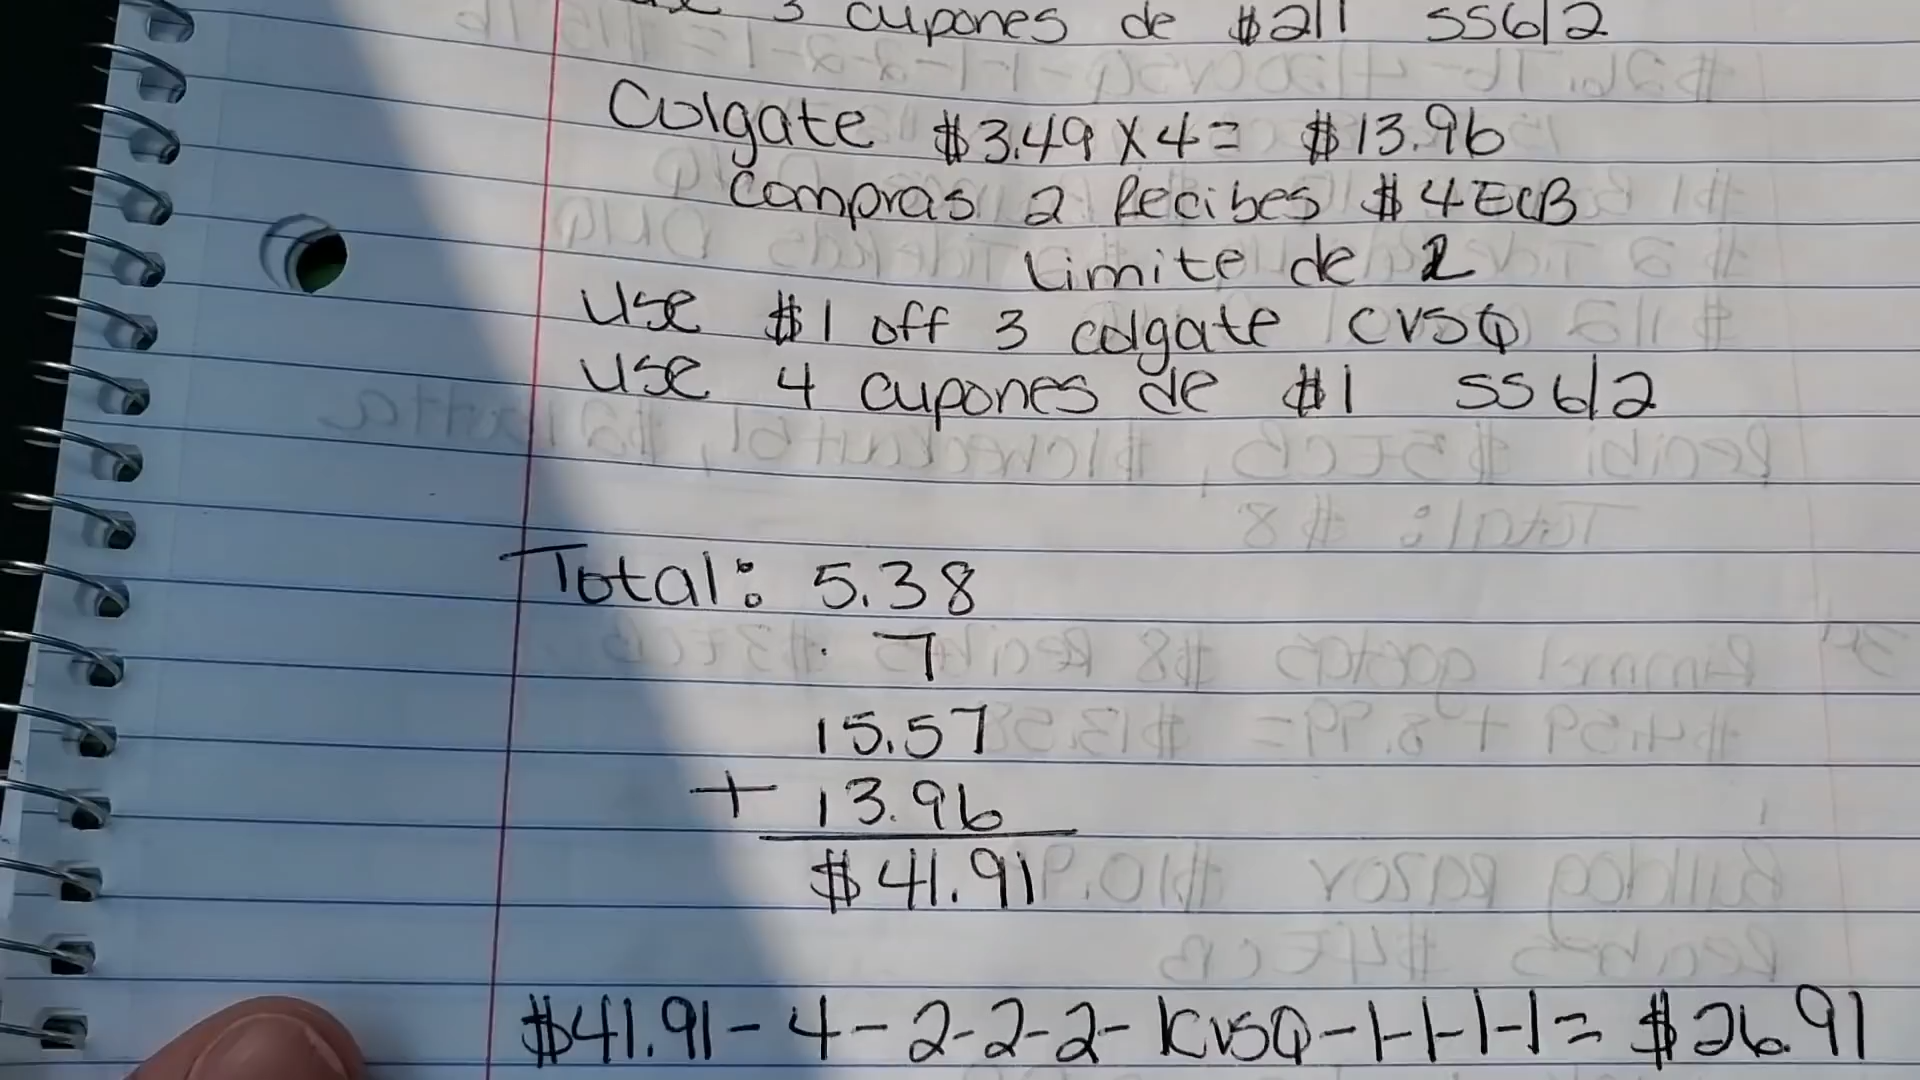 3 cupones de $2/1 SS6/2
Colgate $3.49 X 4 = $13.96
Compras 2 Recibes $4ECB
Limite de 2
Use $1 off 3 colgate CVSQ
Use 4 cupones de $1 SS6/2
Total: 5.38
7
15.57
+ 13.96
$41.91
$41.91 - 4 - 2-2-2- 1CVSQ -1-1-1-1 = $26.91